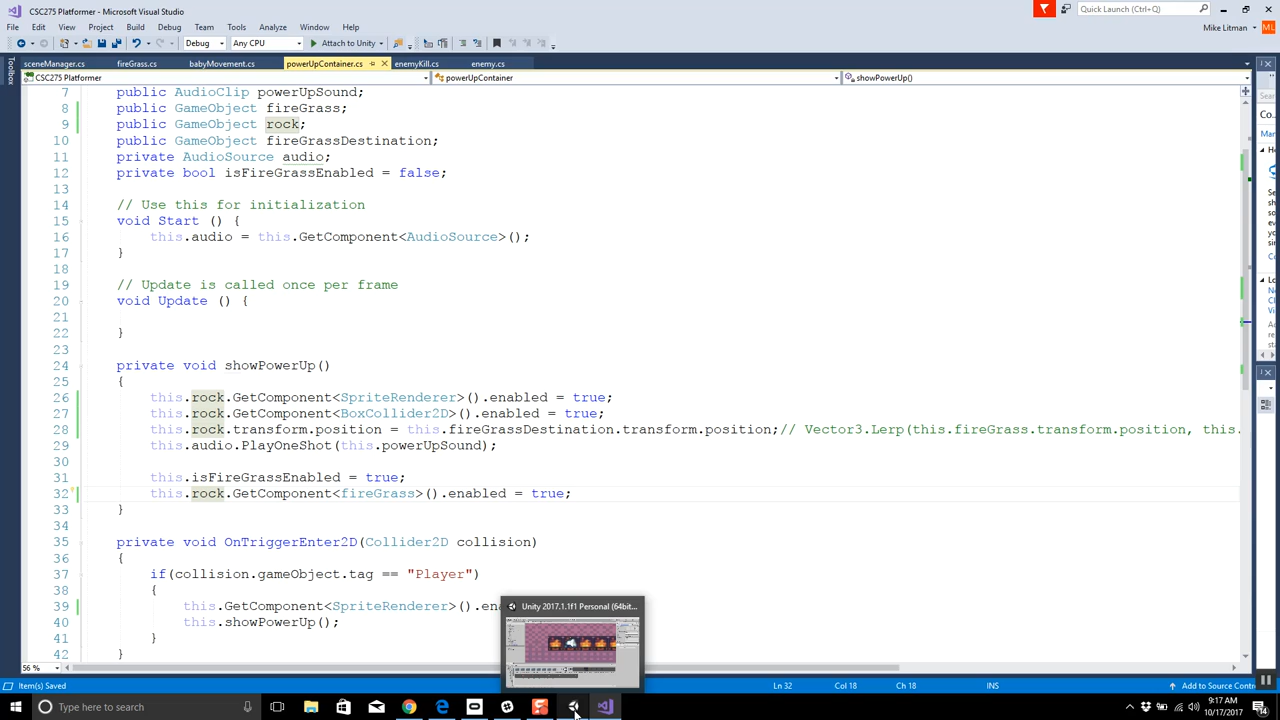 CSC275 Platformer - Microsoft Visual Studio
Quick Launch (Ctrl+Q)
File Edit View Project Build Debug Team Tools Test Analyze Window Help
Mike Litman ML
Debug Any CPU Attach to Unity
Toolbox
sceneManager.cs fireGrass.cs babyMovement.cs powerUpContainer.cs enemyKill.cs enemy.cs
CSC275 Platformer powerUpContainer showPowerUp()
7 public AudioClip powerUpSound;
8 public GameObject fireGrass;
9 public GameObject rock;
10 public GameObject fireGrassDestination;
11 private AudioSource audio;
12 private bool isFireGrassEnabled = false;
13
14 // Use this for initialization
15 void Start () {
16 this.audio = this.GetComponent<AudioSource>();
17 }
18
19 // Update is called once per frame
20 void Update () {
21
22 }
23
24 private void showPowerUp()
25 {
26 this.rock.GetComponent<SpriteRenderer>().enabled = true;
27 this.rock.GetComponent<BoxCollider2D>().enabled = true;
28 this.rock.transform.position = this.fireGrassDestination.transform.position;// Vector3.Lerp(this.fireGrass.transform.position, this.
29 this.audio.PlayOneShot(this.powerUpSound);
30
31 this.isFireGrassEnabled = true;
32 this.rock.GetComponent<fireGrass>().enabled = true;
33 }
34
35 private void OnTriggerEnter2D(Collider2D collision)
36 {
37 if(collision.gameObject.tag == "Player")
38 {
39 this.GetComponent<SpriteRenderer>().en
40 this.showPowerUp();
41 }
42 }
Unity 2017.1.1f1 Personal (64bit...
56 %
Item(s) Saved Ln 32 Col 18 Ch 18 INS Add to Source Contro
Type here to search
9:17 AM
10/17/2017
14